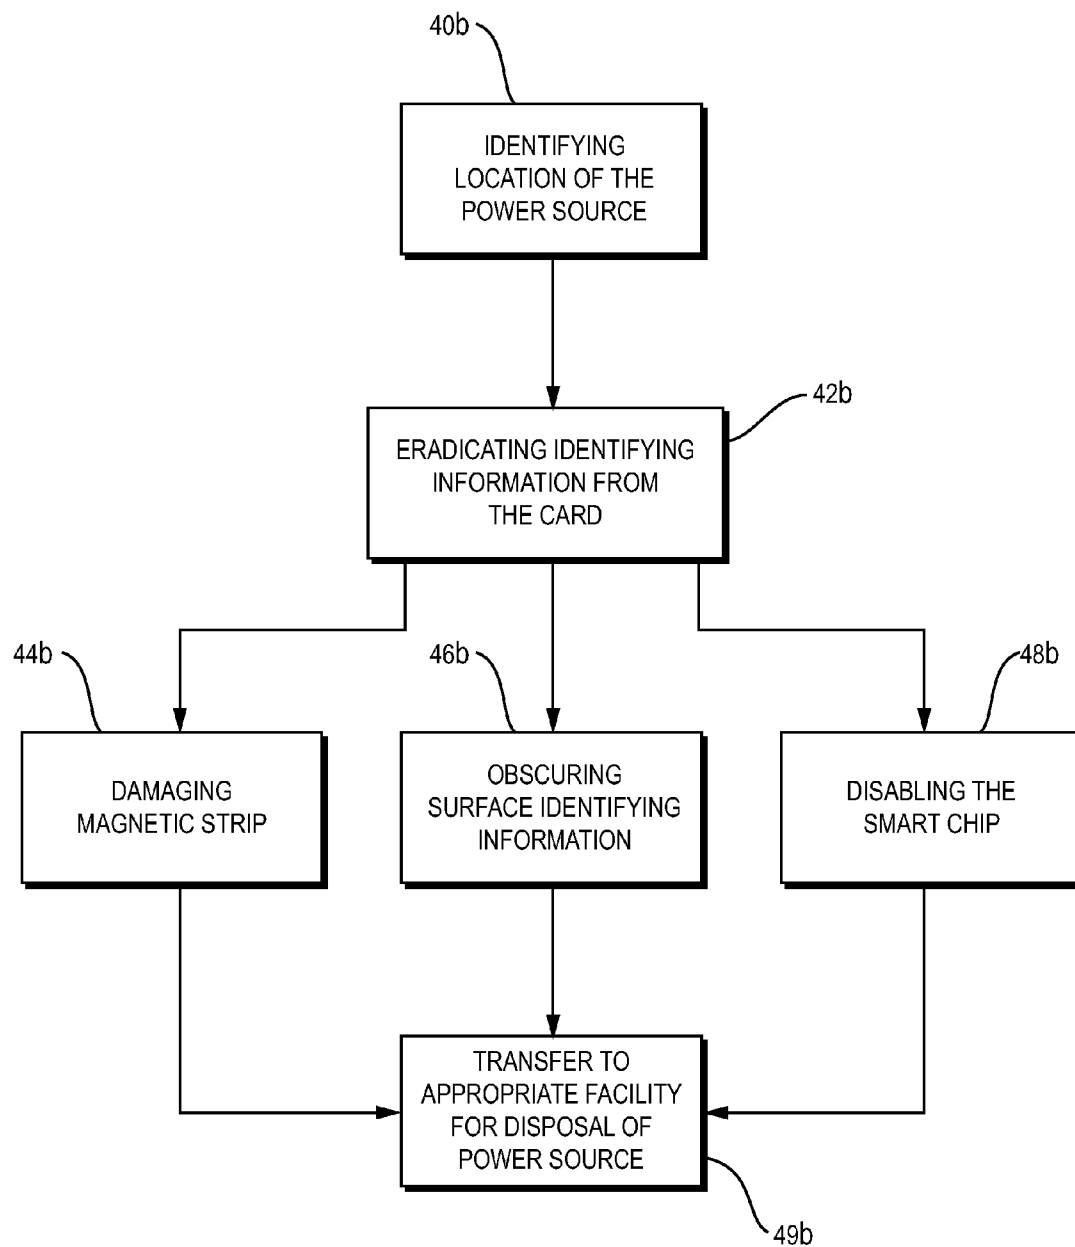 40b
IDENTIFYING
LOCATION OF THE
POWER SOURCE
42b
ERADICATING IDENTIFYING
INFORMATION FROM
THE CARD
44b
46b
48b
DAMAGING
MAGNETIC STRIP
OBSCURING
SURFACE IDENTIFYING
INFORMATION
DISABLING THE
SMART CHIP
TRANSFER TO
APPROPRIATE FACILITY
FOR DISPOSAL OF
POWER SOURCE
49b